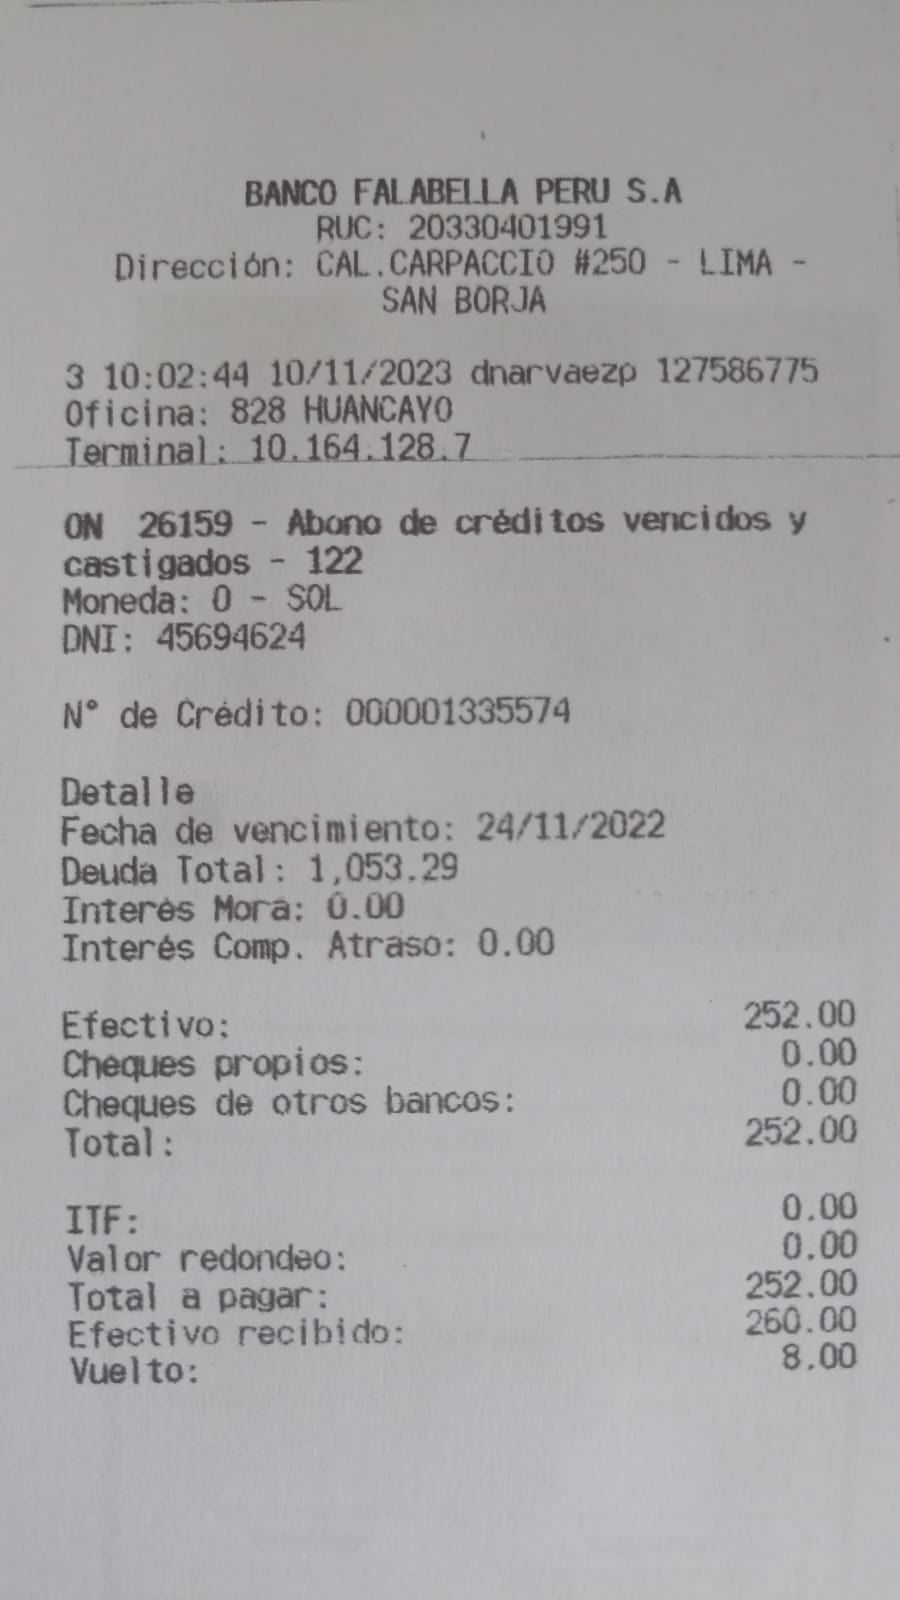 BANCO FALABELLA PERU S.A
RUC: 20330401991
Dirección: CAL.CARPACCIO #250 - LIMA -
SAN BORJA
3 10:02:44 10/11/2023 dnarvaezp 127586775
Oficina: 828 HUANCAYO
Terminal: 10.164.128.7
ON 26159 - Abono de créditos vencidos y
castigados - 122
Moneda: 0 - SOL
DNI: 45694624
N° de Crédito: 000001335574
Detalle
Fecha de vencimiento: 24/11/2022
Deuda Total: 1,053.29
Interés Mora: 0.00
Interés Comp. Atraso: 0.00
Efectivo: 252.00
Cheques propios: 0.00
Cheques de otros bancos: 0.00
Total: 252.00
ITF: 0.00
Valor redondeo: 0.00
Total a pagar: 252.00
Efectivo recibido: 260.00
Vuelto: 8.00